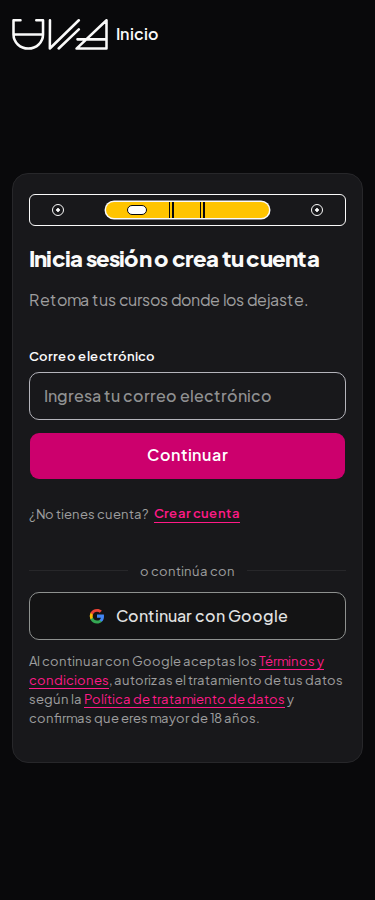 UVA Inicio
Inicia sesión o crea tu cuenta
Retoma tus cursos donde los dejaste.
Correo electrónico
Ingresa tu correo electrónico
Continuar
¿No tienes cuenta? Crear cuenta
o continúa con
Continuar con Google
Al continuar con Google aceptas los Términos y
condiciones, autorizas el tratamiento de tus datos
según la Política de tratamiento de datos y
confirmas que eres mayor de 18 años.